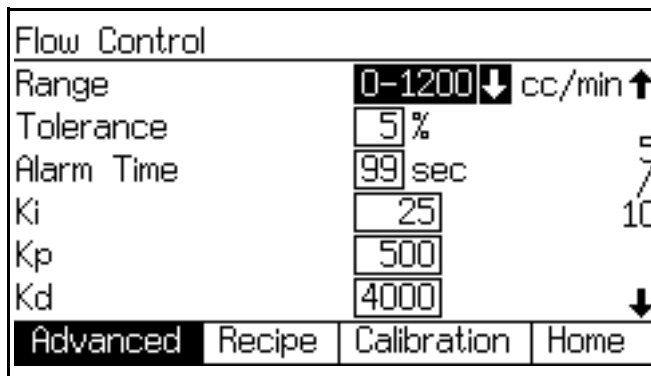 Flow Control
Range 0-1200 cc/min
Tolerance 5 %
Alarm Time 99 sec
Ki 25
Kp 500
Kd 4000
Advanced Recipe Calibration Home